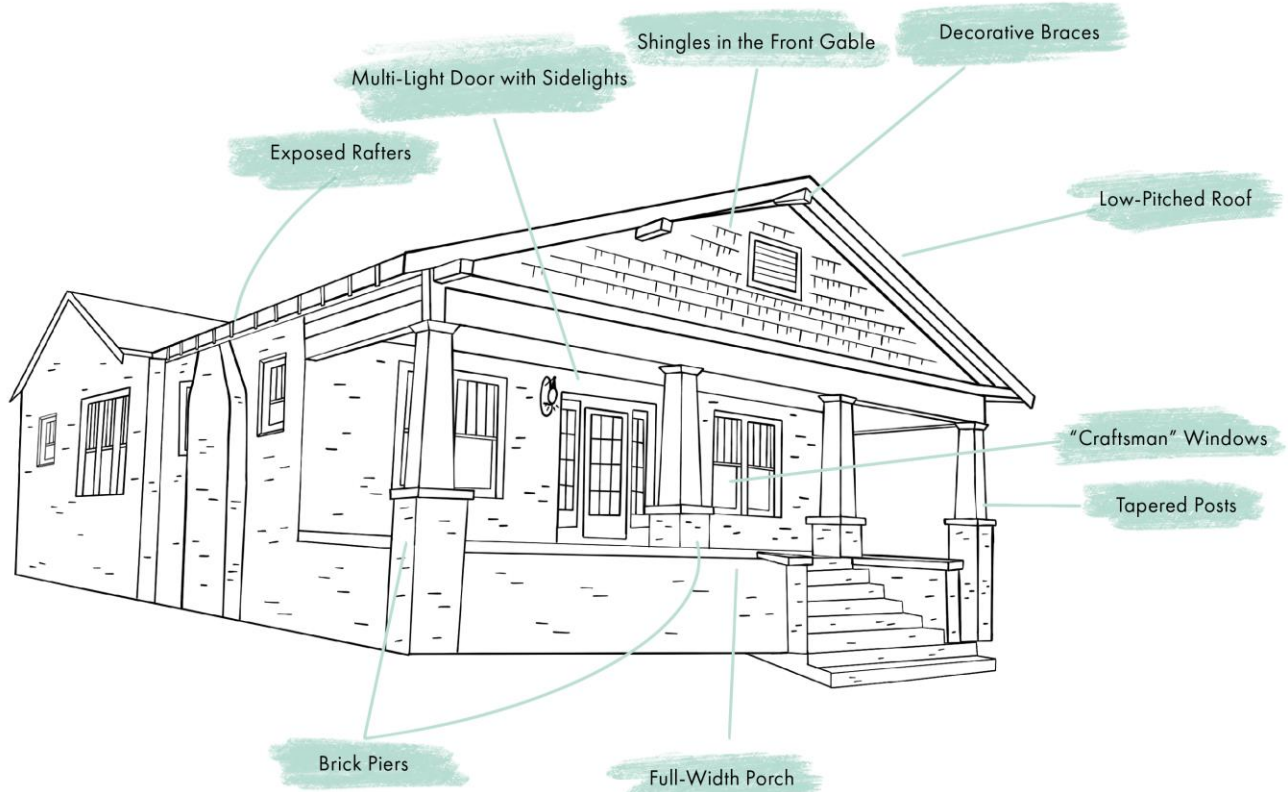 Shingles in the Front Gable
Decorative Braces
Multi-Light Door with Sidelights
Exposed Rafters
Low-Pitched Roof
“Craftsman” Windows
Tapered Posts
Brick Piers
Full-Width Porch